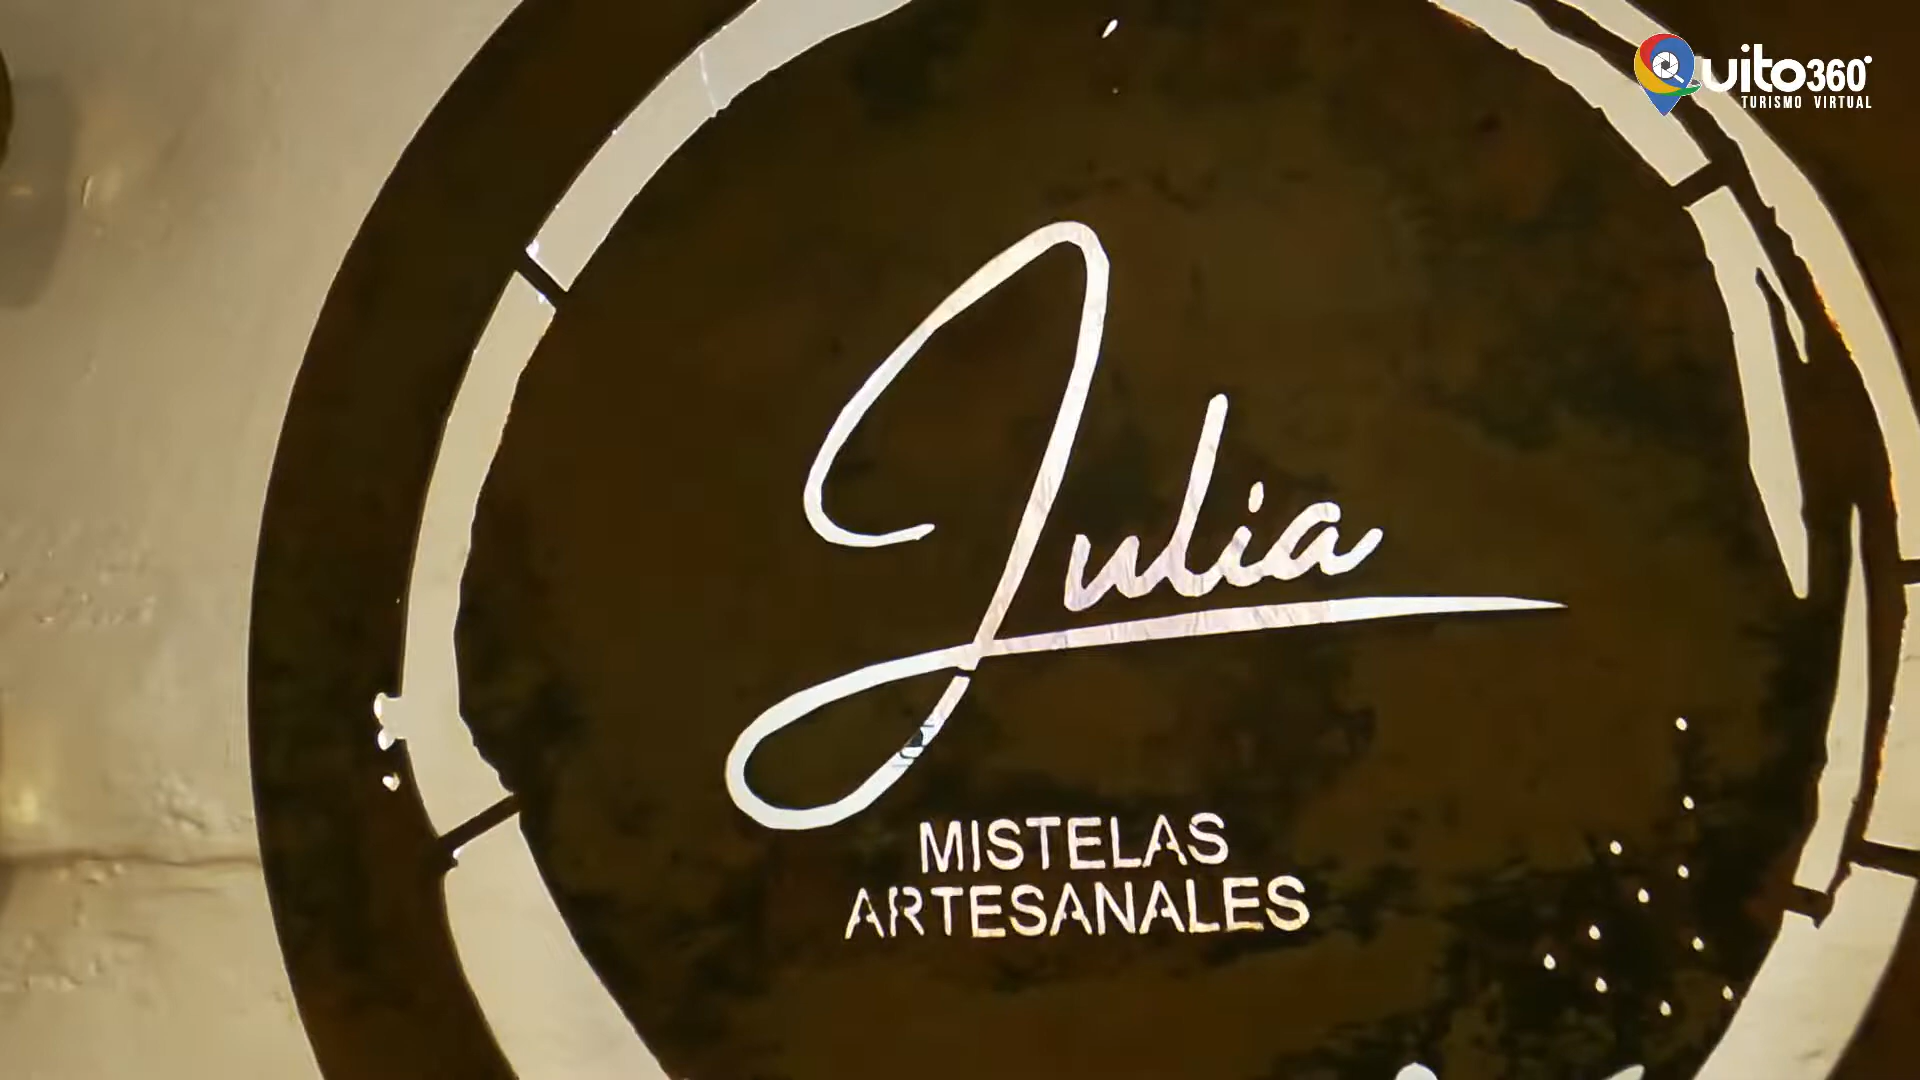 Quito360°
TURISMO VIRTUAL
Julia
MISTELAS
ARTESANALES